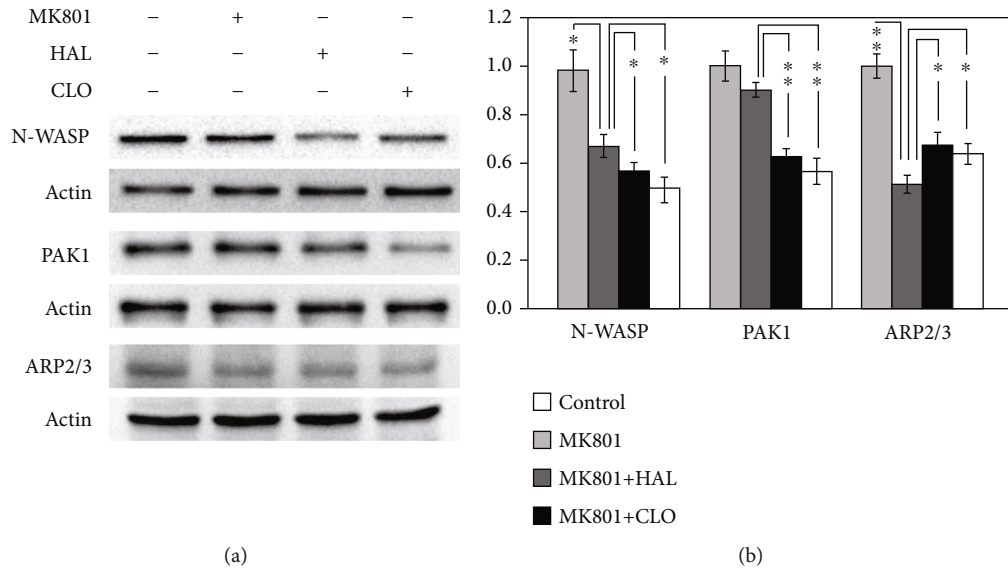 MK801 − + − −
HAL − − + −
CLO − − − +
N-WASP
Actin
PAK1
Actin
ARP2/3
Actin
(a)
1.2
1.0
0.8
0.6
0.4
0.2
0.0
* * *
** **
** * *
N-WASP PAK1 ARP2/3
Control
MK801
MK801+HAL
MK801+CLO
(b)